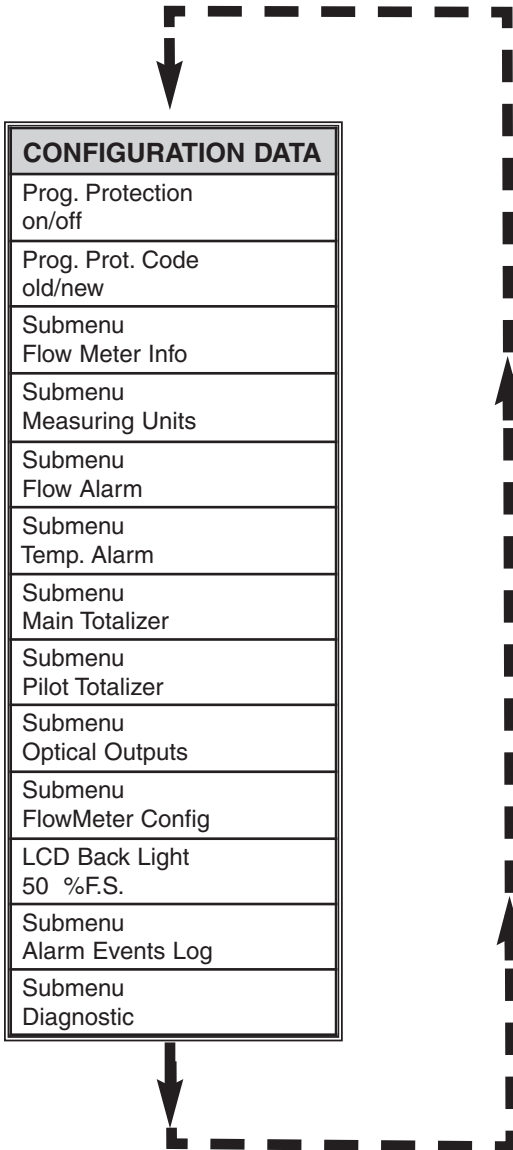 CONFIGURATION DATA
Prog. Protection
on/off
Prog. Prot. Code
old/new
Submenu
Flow Meter Info
Submenu
Measuring Units
Submenu
Flow Alarm
Submenu
Temp. Alarm
Submenu
Main Totalizer
Submenu
Pilot Totalizer
Submenu
Optical Outputs
Submenu
FlowMeter Config
LCD Back Light
50 %F.S.
Submenu
Alarm Events Log
Submenu
Diagnostic